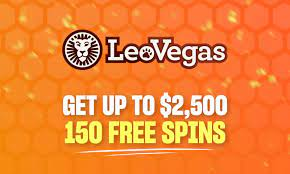 LeoVegas
GET UP TO $2,500
150 FREE SPINS